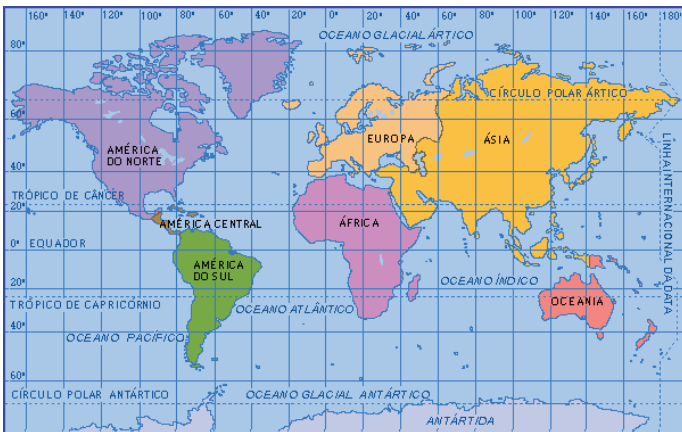 160° 140° 120° 100° 80° 60° 40° 20° 0° 20° 40° 60° 80° 100° 120° 140° 160° 180°
OCEANO GLACIAL ÁRTICO
80°
CÍRCULO POLAR ÁRTICO
60°
AMÉRICA
DO NORTE
EUROPA
ÁSIA
LINHA INTERNACIONAL DA DATA
40°
TRÓPICO DE CÂNCER
20°
AMÉRICA CENTRAL
ÁFRICA
0° EQUADOR
AMÉRICA
DO SUL
OCEANO ÍNDICO
20°
TRÓPICO DE CAPRICÓRNIO
OCEANO ATLÂNTICO
OCEANIA
40°
OCEANO PACÍFICO
60°
CÍRCULO POLAR ANTÁRTICO
OCEANO GLACIAL ANTÁRTICO
ANTÁRTIDA